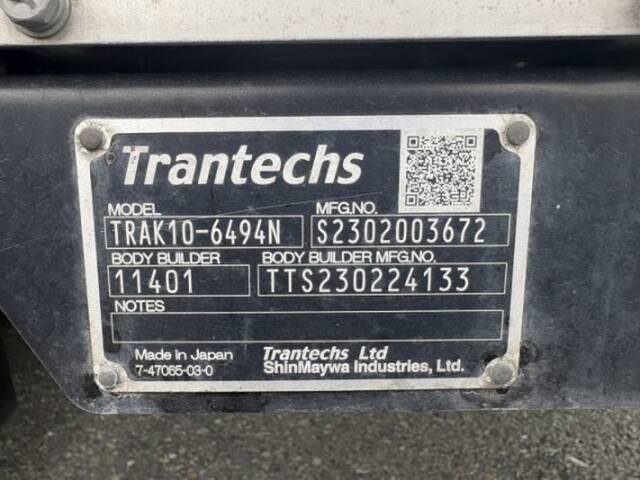 Trantechs
MODEL MFG.NO.
TRAK10-6494N S2302003672
BODY BUILDER BODY BUILDER MFG.NO.
11401 TTS230224133
NOTES
Made in Japan Trantechs Ltd
7-47065-03-0 ShinMaywa Industries, Ltd.